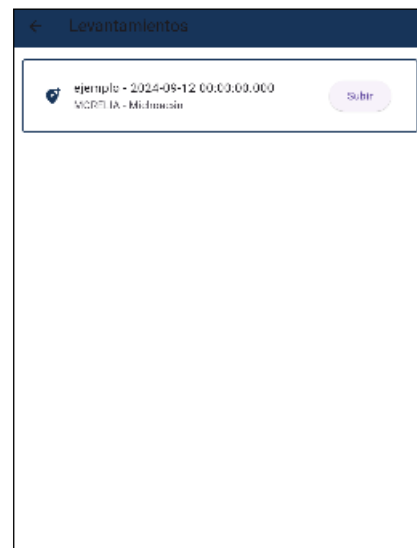 Levantamientos
ejemplo - 2024-09-12 00:00:00.000
Subir
MORELIA - Michoacán